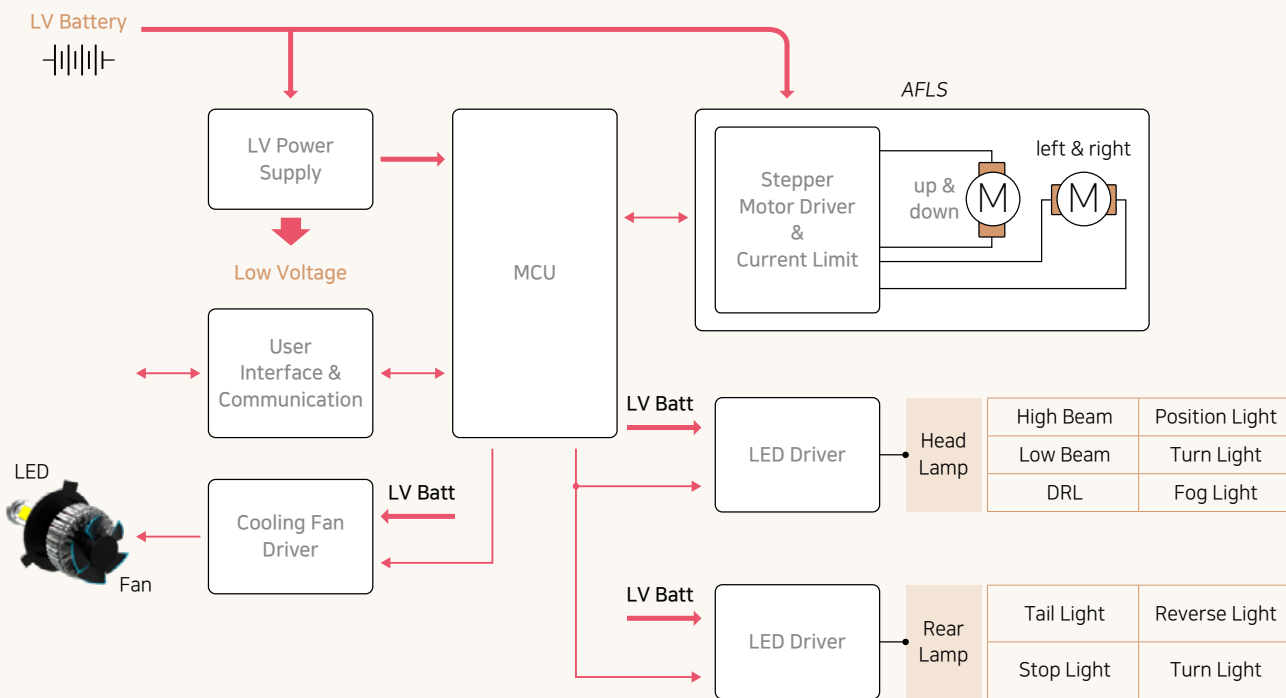 LV Battery
AFLS
LV Power
Supply
Low Voltage
MCU
Stepper
Motor Driver
&
Current Limit
up &
down
M
left & right
M
User
Interface &
Communication
LED
Fan
Cooling Fan
Driver
LV Batt
LV Batt
LED Driver
Head
Lamp
High Beam
Position Light
Low Beam
Turn Light
DRL
Fog Light
LV Batt
LED Driver
Rear
Lamp
Tail Light
Reverse Light
Stop Light
Turn Light